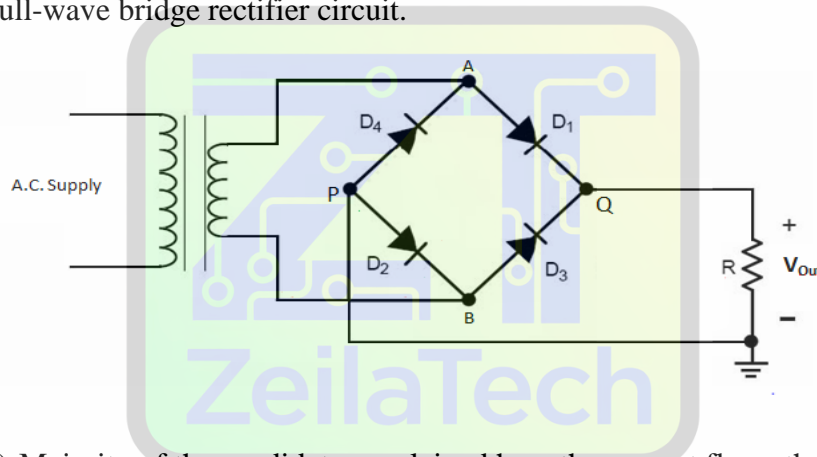 ull-wave bridge rectifier circuit.
A
D4
D1
A.C. Supply
P
Q
+
D2
D3
R
VOu
B
–
ZeilaTech